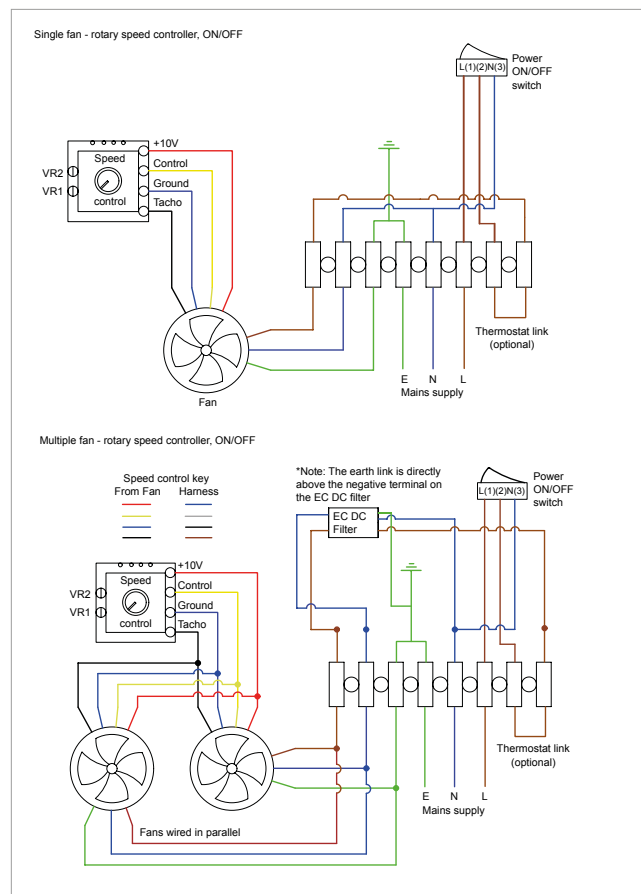 Single fan - rotary speed controller, ON/OFF
L(1)(2)N(3)
Power
ON/OFF
switch
+10V
Speed
Control
VR2
Ground
VR1
control
Tacho
Thermostat link
(optional)
Fan
E N L
Mains supply
Multiple fan - rotary speed controller, ON/OFF
Speed control key
From Fan Harness
*Note: The earth link is directly
above the negative terminal on
the EC DC filter
EC DC
Filter
L(1)(2)N(3)
Power
ON/OFF
switch
+10V
Speed
Control
VR2
Ground
VR1
control
Tacho
Thermostat link
(optional)
E N L
Mains supply
Fans wired in parallel